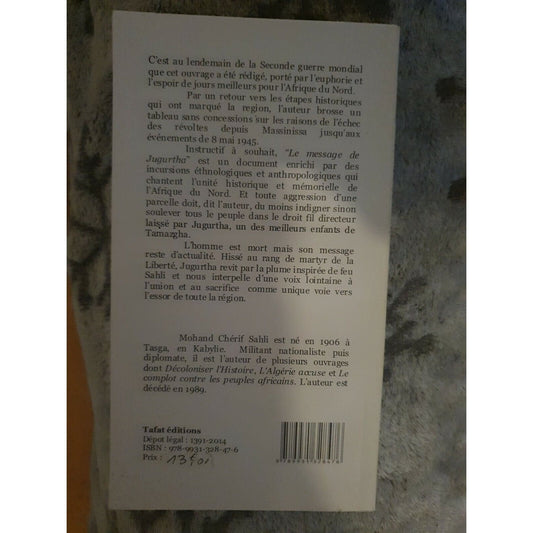 C'est au lendemain de la Seconde guerre mondial
que cet ouvrage a été rédigé, porté par l'euphorie et
l'espoir de jours meilleurs pour l'Afrique du Nord.
Par un retour vers les étapes historiques
qui ont marqué la region, l'auteur brosse un
tableau sans concessions sur les raisons de l'échec
des révoltes depuis Massinissa jusqu'aux
événements de 8 mai 1945.
Instructif à souhait, "Le message de
Jugurtha" est un document enrichi par des
incursions éthnologiques et anthropologiques qui
chantent l'unité historique et mémorielle de
l'Afrique du Nord. Et toute aggression d'une
parcelle doit, dit l'auteur, du moins indigner sinon
soulever tous le peuple dans le droit fil directeur
laissé par Jugurtha, un des meilleurs enfants de
Tamazgha.
L'homme est mort mais son message
reste d'actualité. Hissé au rang de martyr de la
Liberté, Jugurtha revit par la plume inspirée de feu
Sahli et nous interpelle d'une voix lointaine à
l'union et au sacrifice comme unique voie vers
l'essor de toute la région.
Mohand Chérif Sahli est né en 1906 à
Tasga, en Kabylie. Militant nationaliste puis
diplomate, il est l'auteur de plusieurs ouvrages
dont Décoloniser l'Histoire, L'Algérie accuse et Le
complot contre les peuples africains. L'auteur est
décédé en 1989.
Tafat éditions
Dépot légal : 1391-2014
ISBN : 978-9931-328-47-6
Prix :
9789931328476